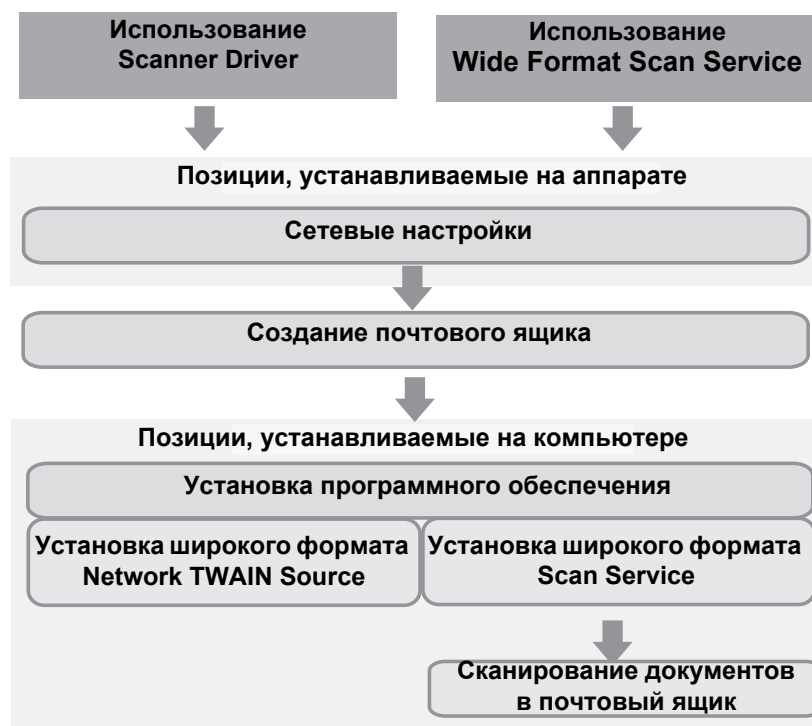 Использование
Scanner Driver
Использование
Wide Format Scan Service
Позиции, устанавливаемые на аппарате
Сетевые настройки
Создание почтового ящика
Позиции, устанавливаемые на компьютере
Установка программного обеспечения
Установка широкого формата
Network TWAIN Source
Установка широкого формата
Scan Service
Сканирование документов
в почтовый ящик